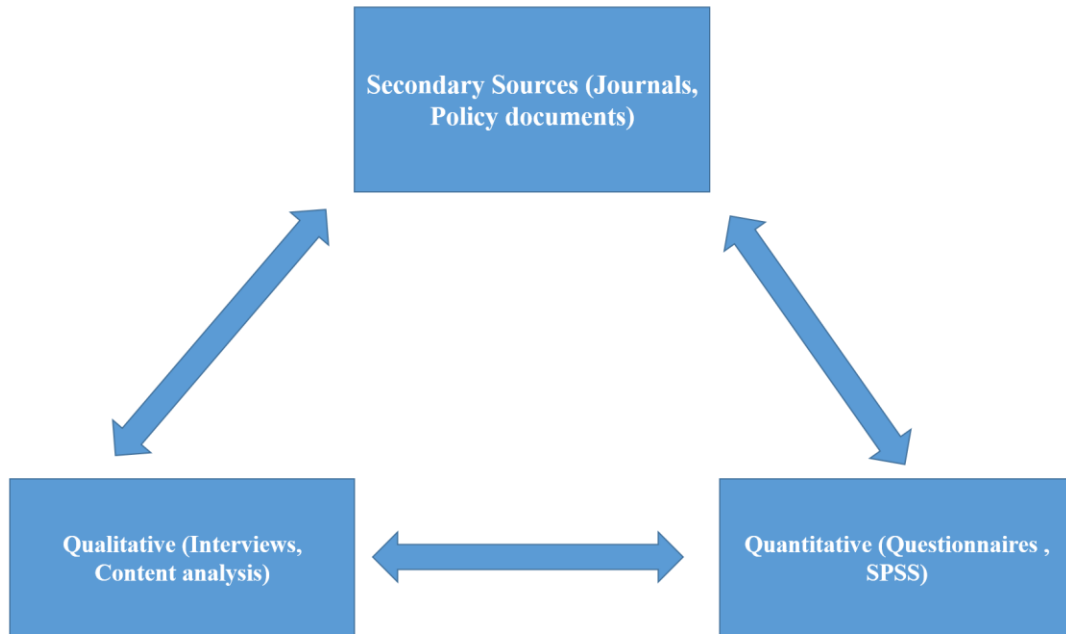 Secondary Sources (Journals,
Policy documents)
Qualitative (Interviews,
Content analysis)
Quantitative (Questionnaires ,
SPSS)